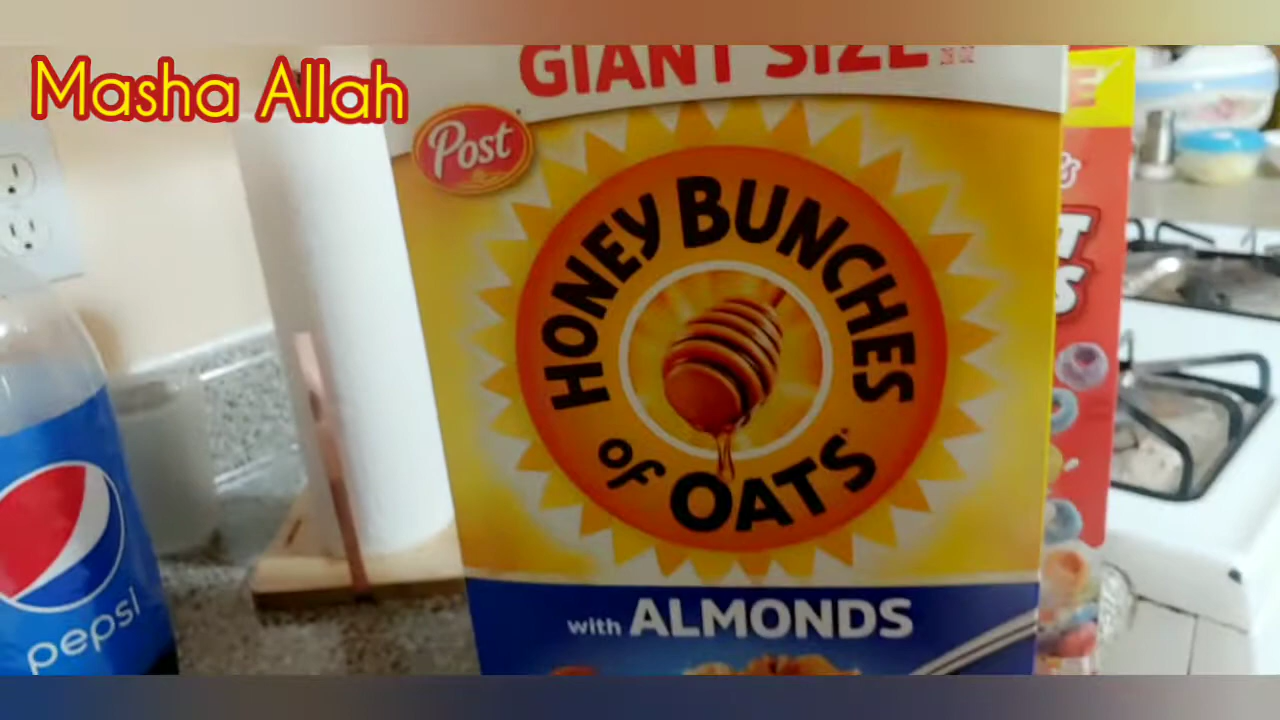 Masha Allah
GIANT SIZE
Post
HONEY BUNCHES
of OATS
with ALMONDS
pepsi